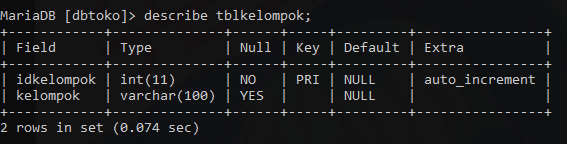 MariaDB [dbtoko]> describe tblkelompok;
+------------+--------------+------+-----+---------+----------------+
| Field      | Type         | Null | Key | Default | Extra          |
+------------+--------------+------+-----+---------+----------------+
| idkelompok | int(11)      | NO   | PRI | NULL    | auto_increment |
| kelompok   | varchar(100) | YES  |     | NULL    |                |
+------------+--------------+------+-----+---------+----------------+
2 rows in set (0.074 sec)